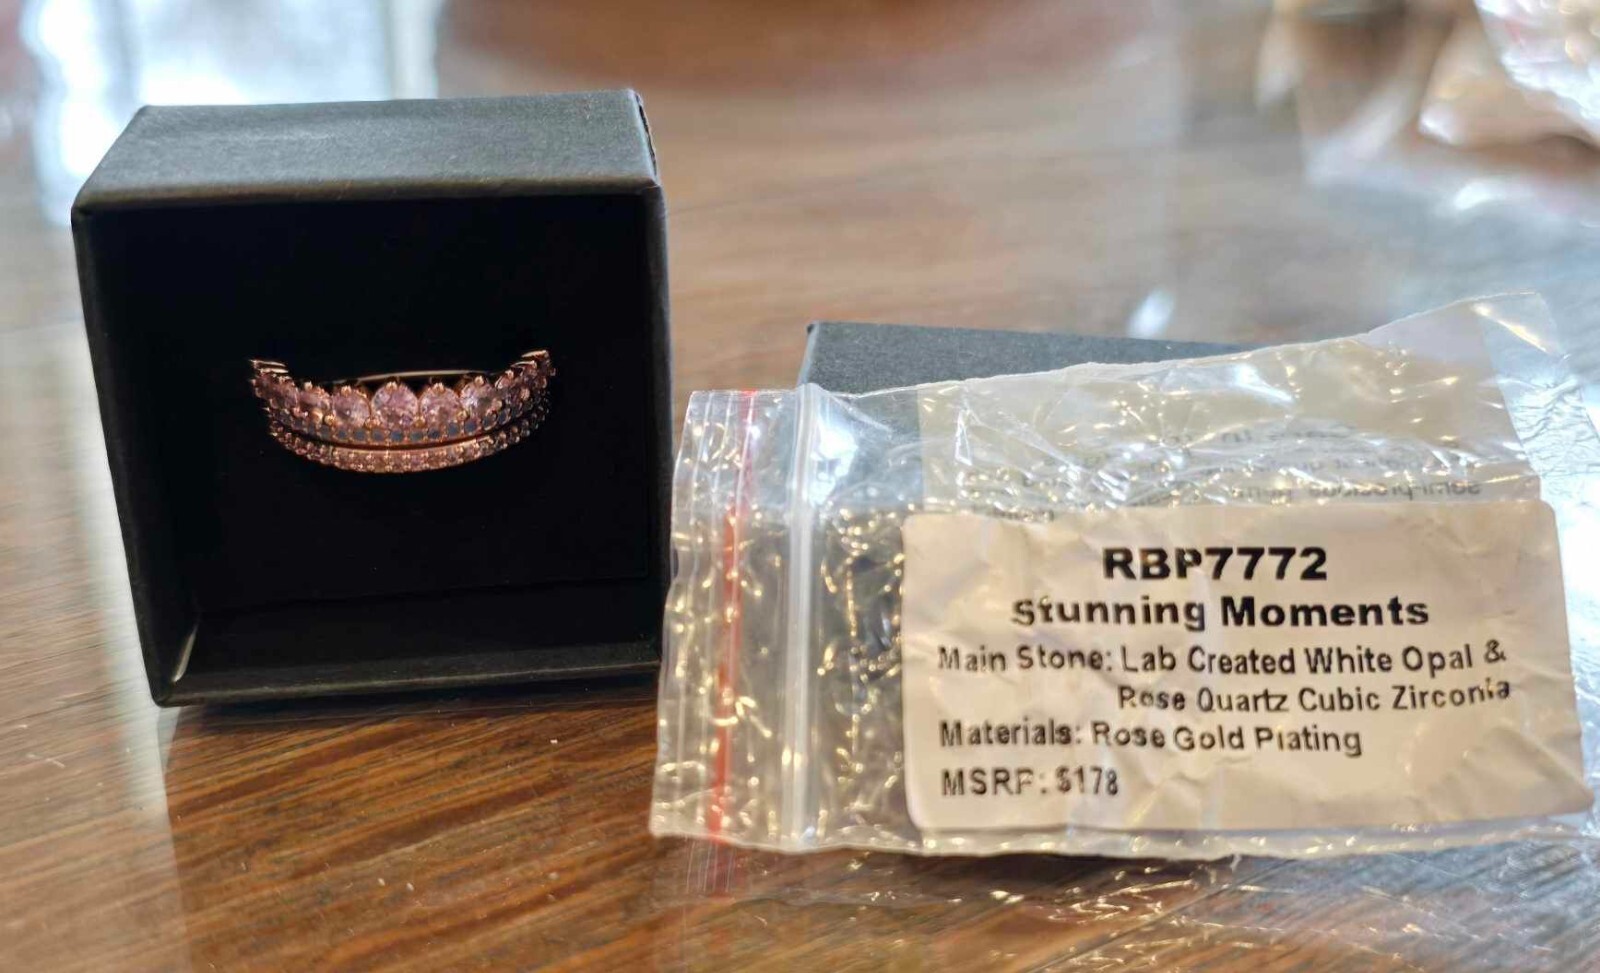 RBP7772
Stunning Moments
Main Stone: Lab Created White Opal &
Rose Quartz Cubic Zirconia
Materials: Rose Gold Plating
MSRP: $178